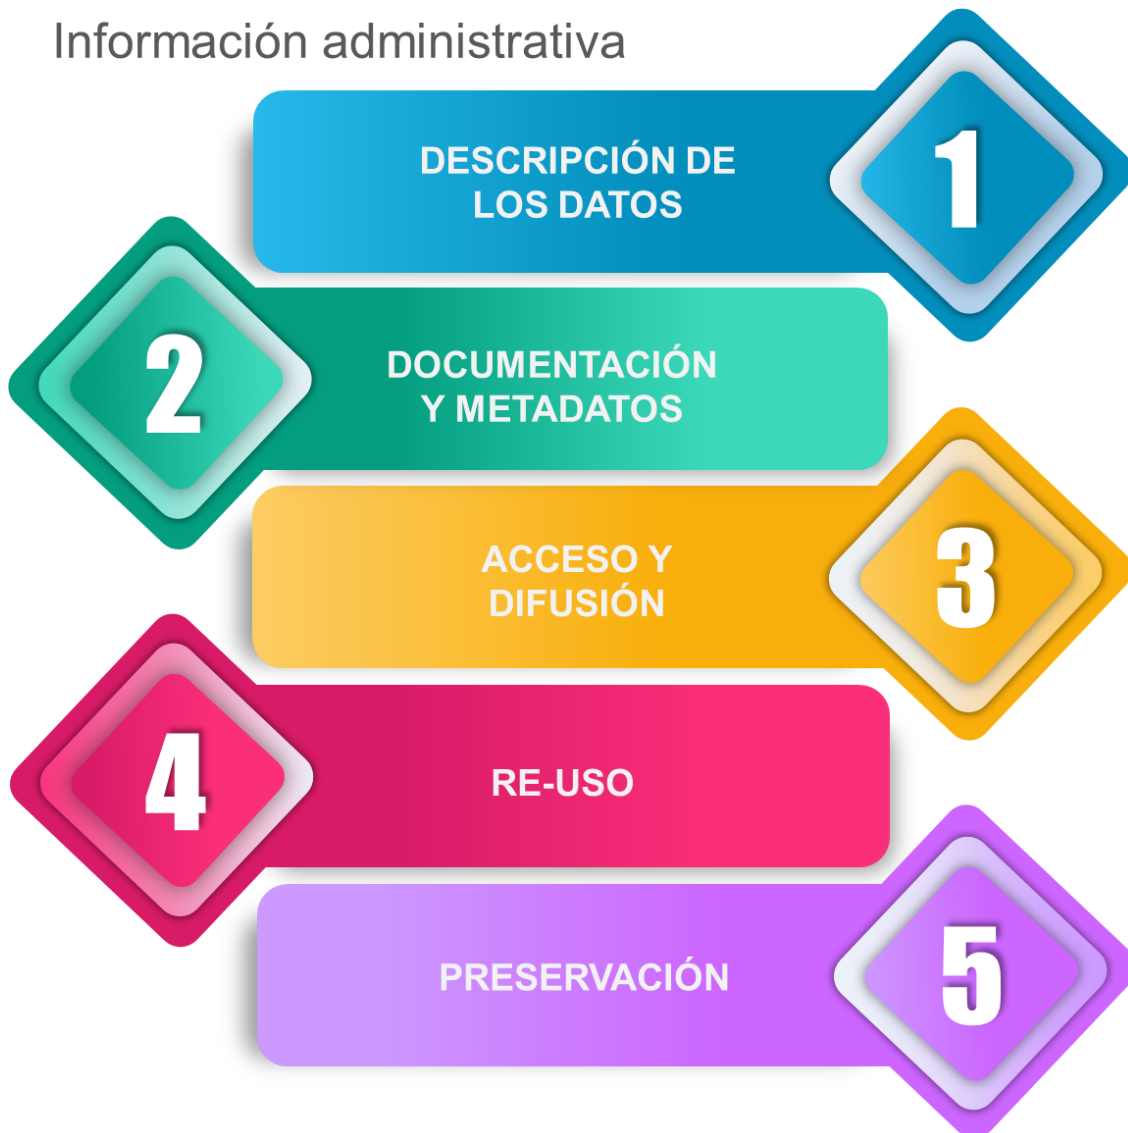 Información administrativa
DESCRIPCIÓN DE
LOS DATOS
1
2
DOCUMENTACIÓN
Y METADATOS
ACCESO Y
DIFUSIÓN
3
4
RE-USO
PRESERVACIÓN
5